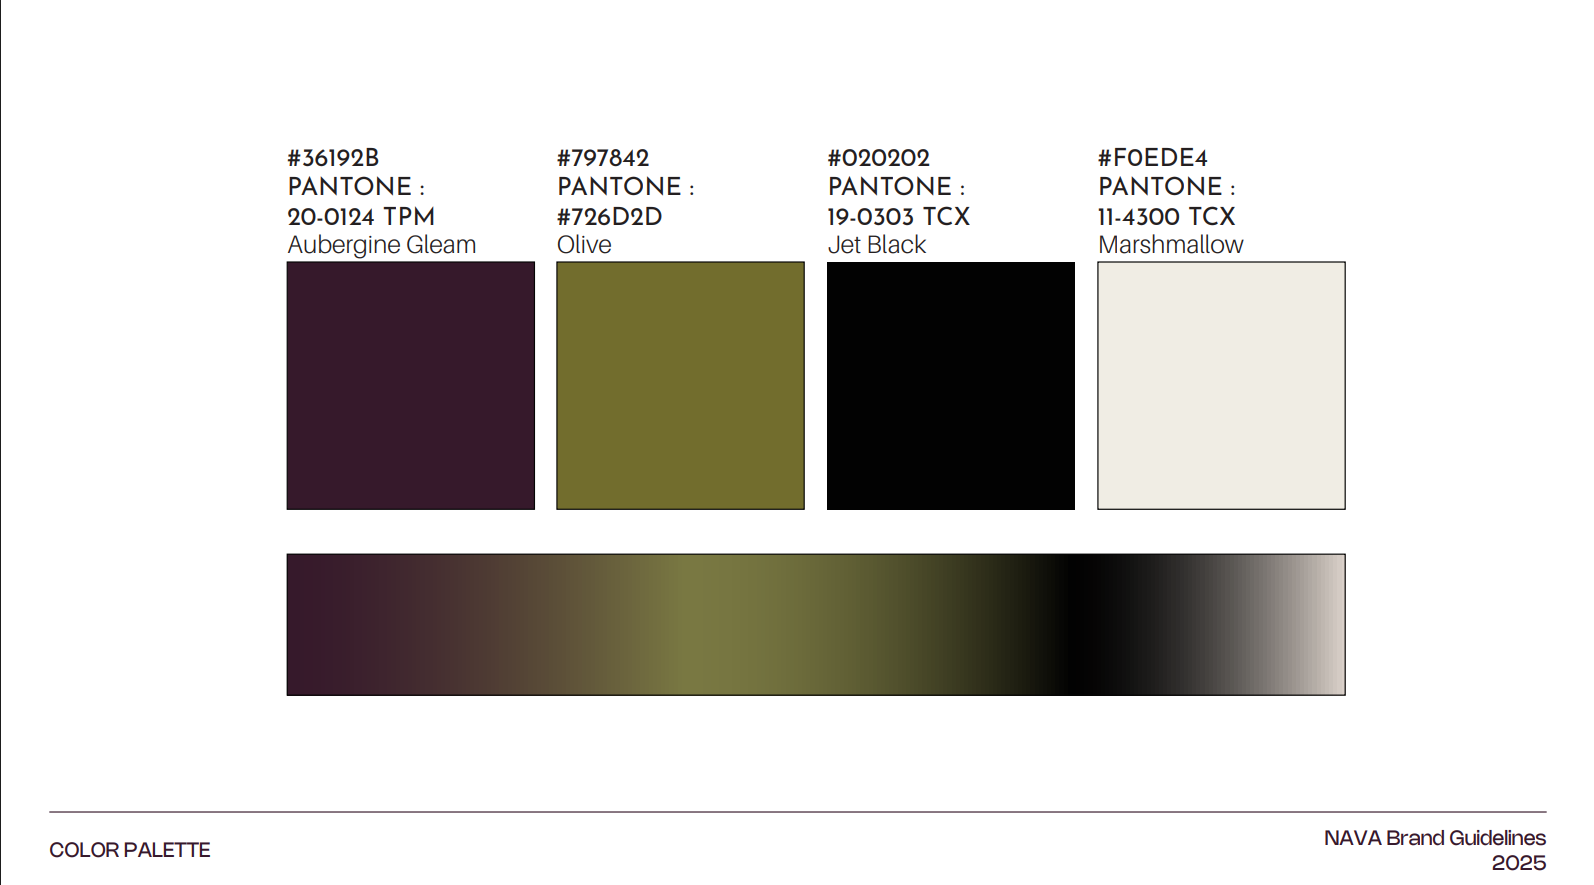 #36192B
PANTONE :
20-0124 TPM
Aubergine Gleam
#797842
PANTONE :
#726D2D
Olive
#020202
PANTONE :
19-0303 TCX
Jet Black
#F0EDE4
PANTONE :
11-4300 TCX
Marshmallow
COLOR PALETTE
NAVA Brand Guidelines
2025